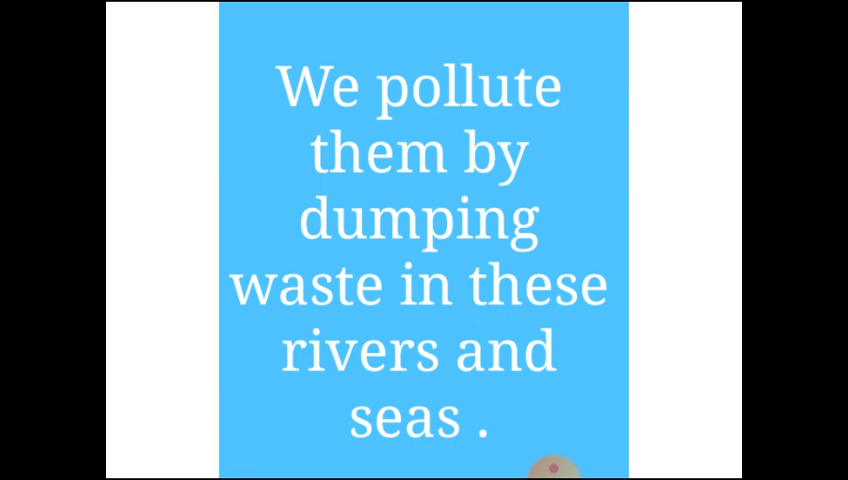 We pollute
them by
dumping
waste in these
rivers and
seas .